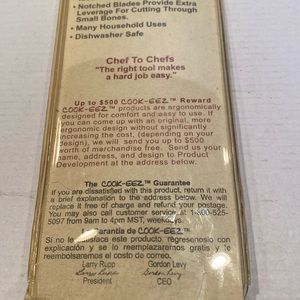 • Notched Blades Provide Extra
Leverage For Cutting Through
Small Bones.
• Many Household Uses
• Dishwasher Safe
Chef To Chefs
"The right tool makes
a hard job easy."
Up to $500 COOK-EEZ™ Reward
COOK-EEZ™ products are ergonomically
designed for comfort and easy to use. If
you can come up with an original, more
ergonomic design without significantly
increasing the cost, (depending on your
design), we will send you up to $500
worth of merchandise free. Send us your
name, address, design to Product
Development at the address below.
The COOK-EEZ™ Guarantee
If you are dissatisfied with this product, return it with
a brief explanation to the address below. We will
replace it free of charge and refund your postage.
You may also call customer service at 1-800-525-
5097 from 9am to 4pm MST, weekdays.
La Garantia de COOK-EEZ™
Si no le satisface este producto, regresenoslo con
explicación y se lo reemplazaremos gratis y le
reembolsaremos el costo de correo.
Larry Rupp Gordon Levy
President CEO